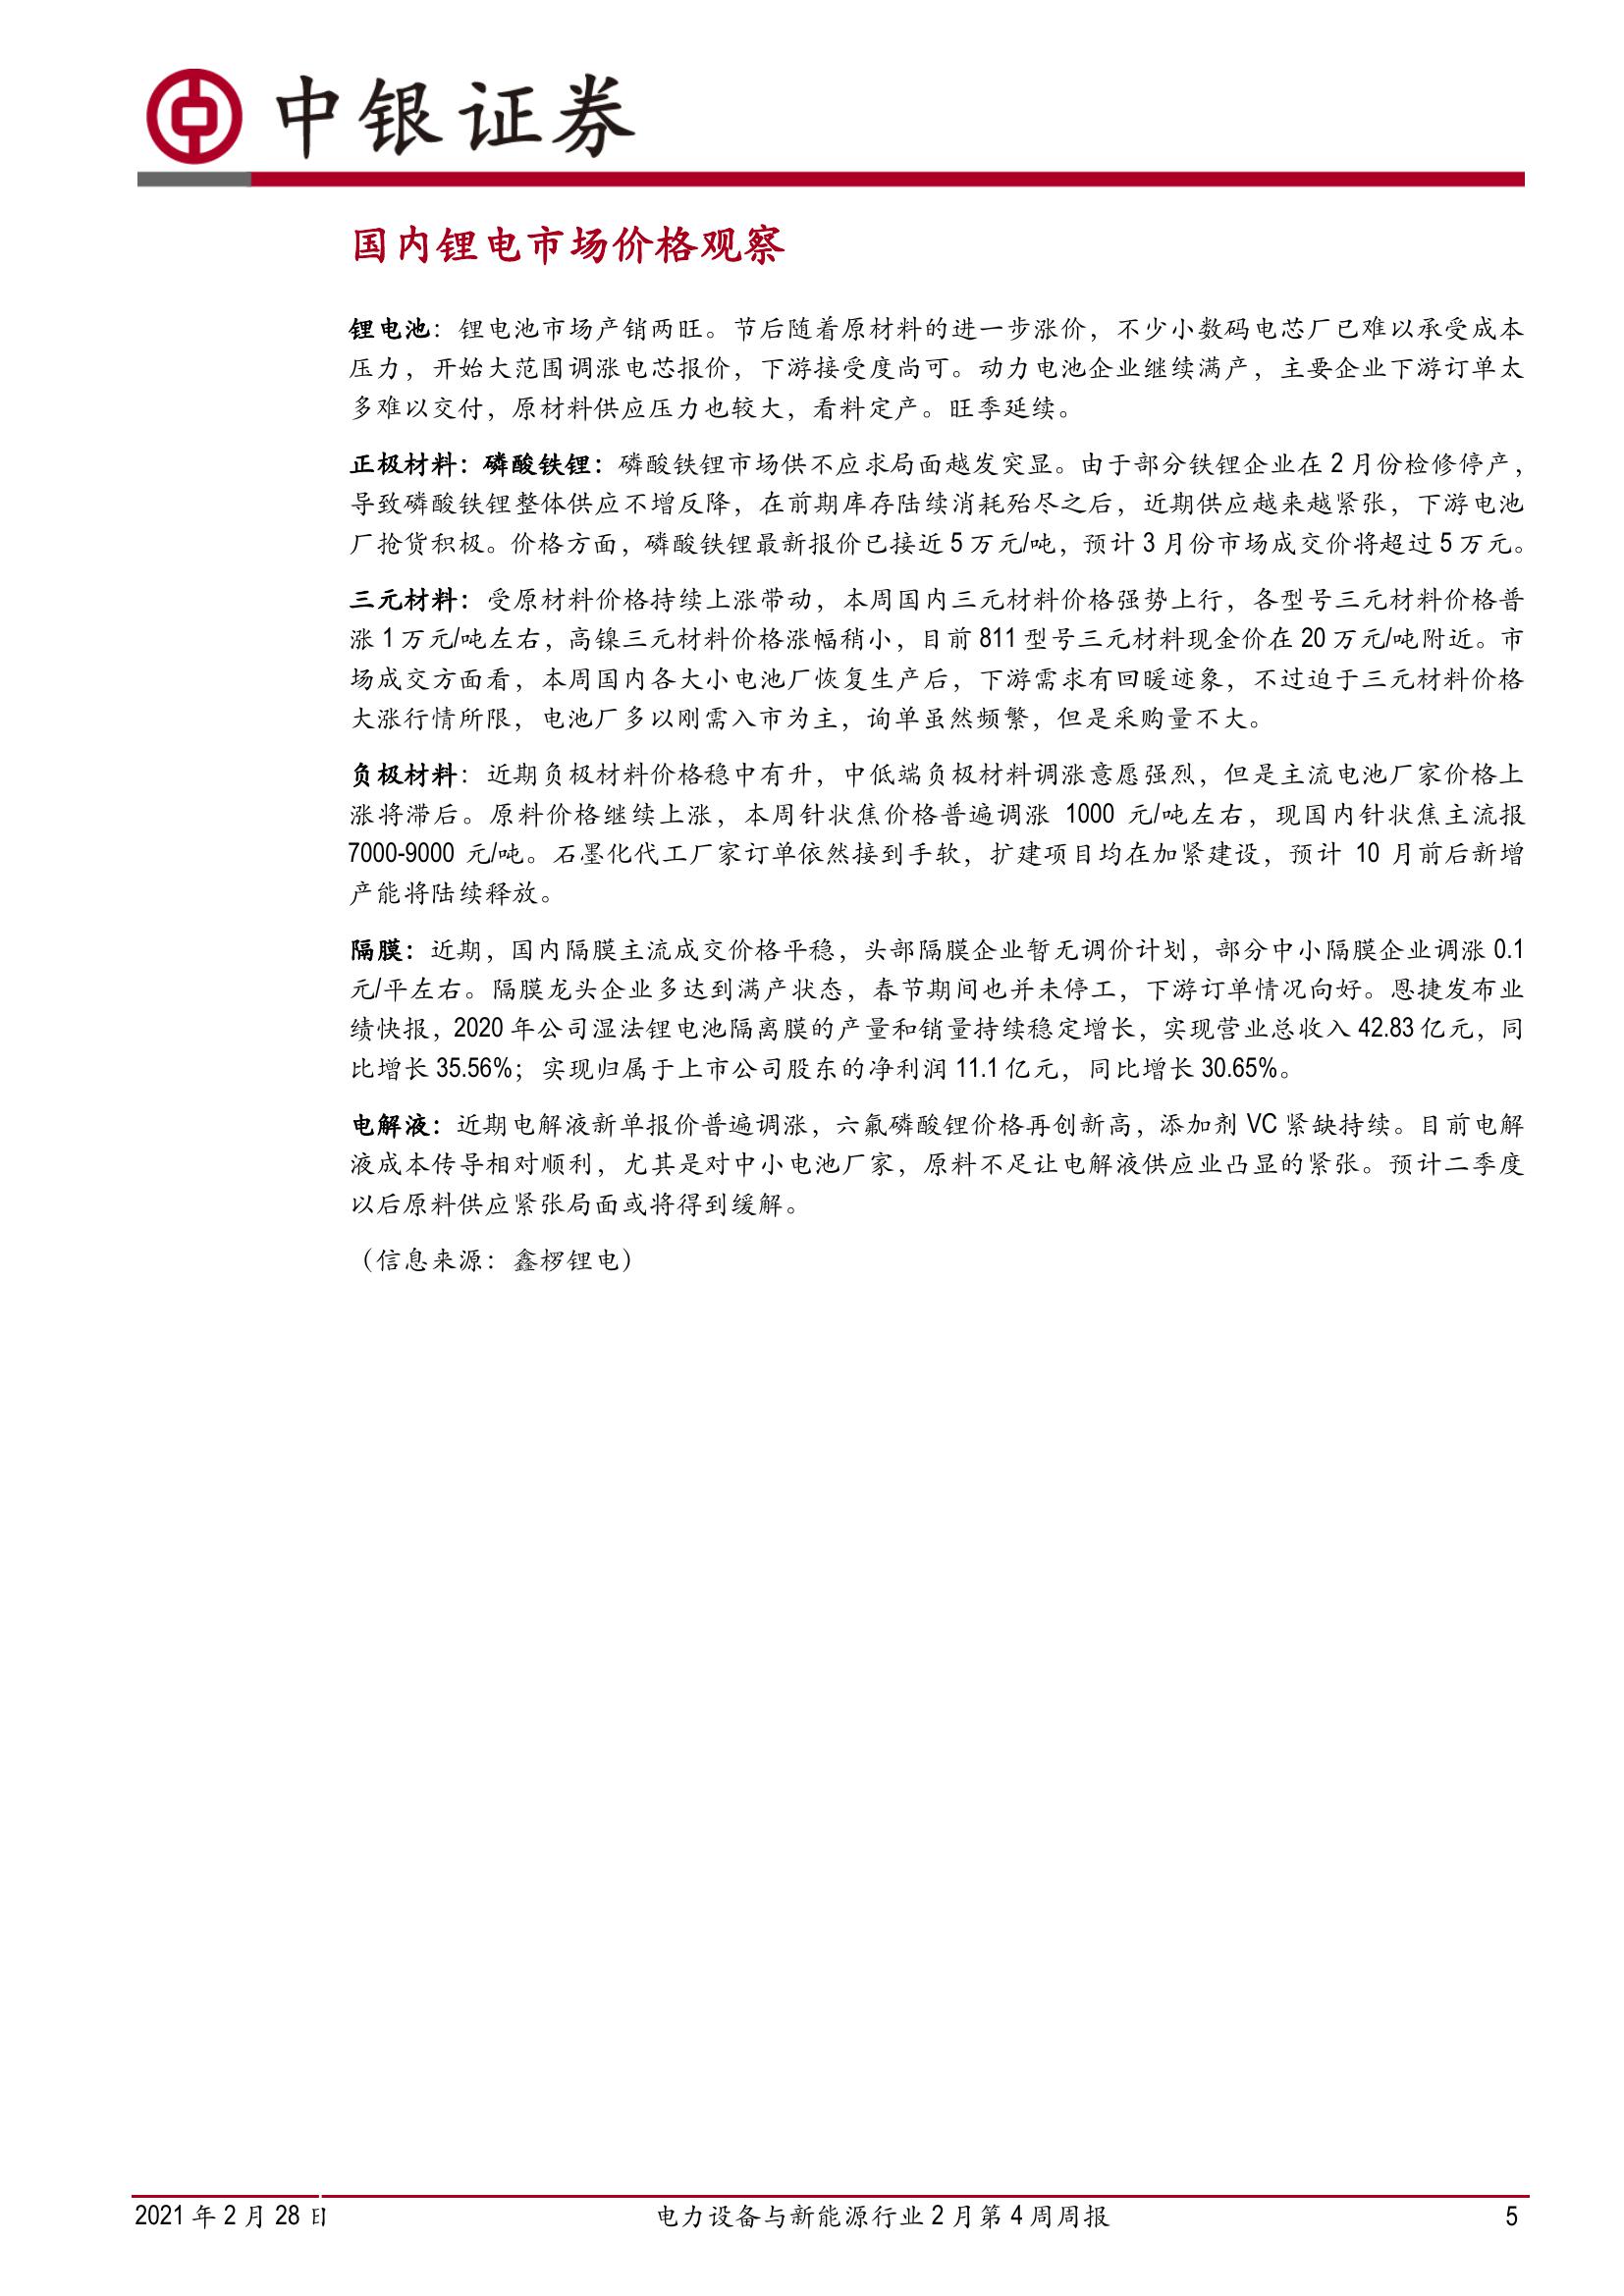 中银证券
国内锂电市场价格观察
锂电池：锂电池市场产销两旺。节后随着原材料的进一步涨价，不少小数码电芯厂已难以承受成本
压力，开始大范围调涨电芯报价，下游接受度尚可。动力电池企业继续满产，主要企业下游订单太
多难以交付，原材料供应压力也较大，看料定产。旺季延续。
正极材料：磷酸铁锂：磷酸铁锂市场供不应求局面越发突显。由于部分铁锂企业在 2 月份检修停产，
导致磷酸铁锂整体供应不增反降，在前期库存陆续消耗殆尽之后，近期供应越来越紧张，下游电池
厂抢货积极。价格方面，磷酸铁锂最新报价已接近 5 万元/吨，预计 3 月份市场成交价将超过 5 万元。
三元材料：受原材料价格持续上涨带动，本周国内三元材料价格强势上行，各型号三元材料价格普
涨 1 万元/吨左右，高镍三元材料价格涨幅稍小，目前 811 型号三元材料现金价在 20 万元/吨附近。市
场成交方面看，本周国内各大小电池厂恢复生产后，下游需求有回暖迹象，不过迫于三元材料价格
大涨行情所限，电池厂多以刚需入市为主，询单虽然频繁，但是采购量不大。
负极材料：近期负极材料价格稳中有升，中低端负极材料调涨意愿强烈，但是主流电池厂家价格上
涨将滞后。原料价格继续上涨，本周针状焦价格普遍调涨 1000 元/吨左右，现国内针状焦主流报
7000-9000 元/吨。石墨化代工厂家订单依然接到手软，扩建项目均在加紧建设，预计 10 月前后新增
产能将陆续释放。
隔膜：近期，国内隔膜主流成交价格平稳，头部隔膜企业暂无调价计划，部分中小隔膜企业调涨 0.1
元/平左右。隔膜龙头企业多达到满产状态，春节期间也并未停工，下游订单情况向好。恩捷发布业
绩快报，2020 年公司湿法锂电池隔离膜的产量和销量持续稳定增长，实现营业总收入 42.83 亿元，同
比增长 35.56%；实现归属于上市公司股东的净利润 11.1 亿元，同比增长 30.65%。
电解液：近期电解液新单报价普遍调涨，六氟磷酸锂价格再创新高，添加剂 VC 紧缺持续。目前电解
液成本传导相对顺利，尤其是对中小电池厂家，原料不足让电解液供应业凸显的紧张。预计二季度
以后原料供应紧张局面或将得到缓解。
（信息来源：鑫椤锂电）
2021 年 2 月 28 日 电力设备与新能源行业 2 月第 4 周周报 5